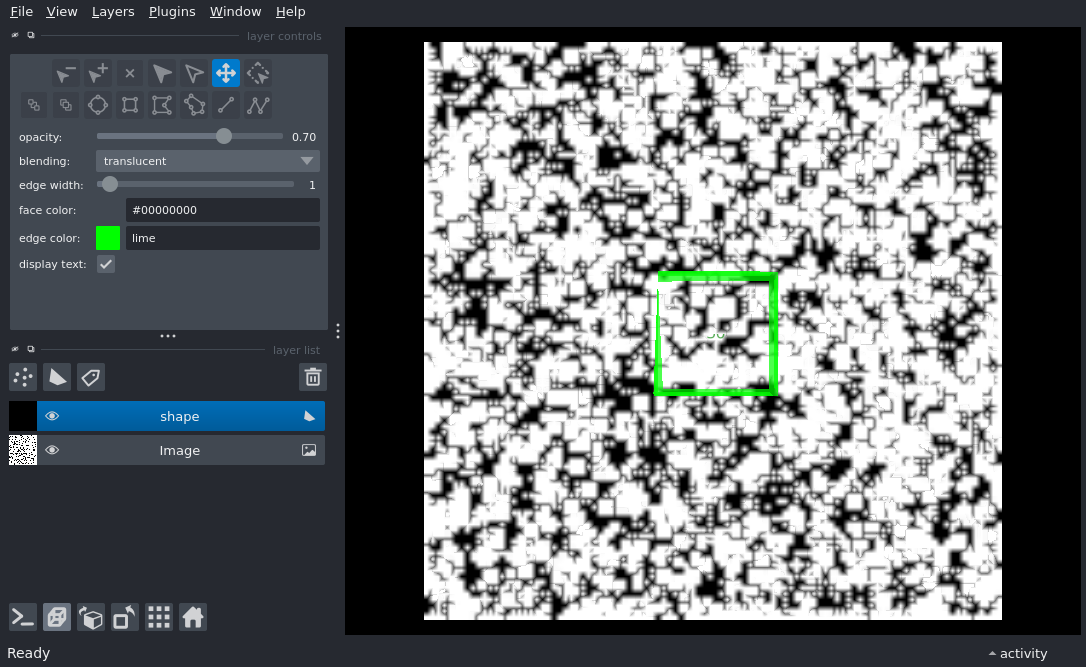 File View Layers Plugins Window Help
layer controls
opacity: 0.70
blending: translucent
edge width: 1
face color: #00000000
edge color: lime
display text:
layer list
shape
Image
Ready
activity